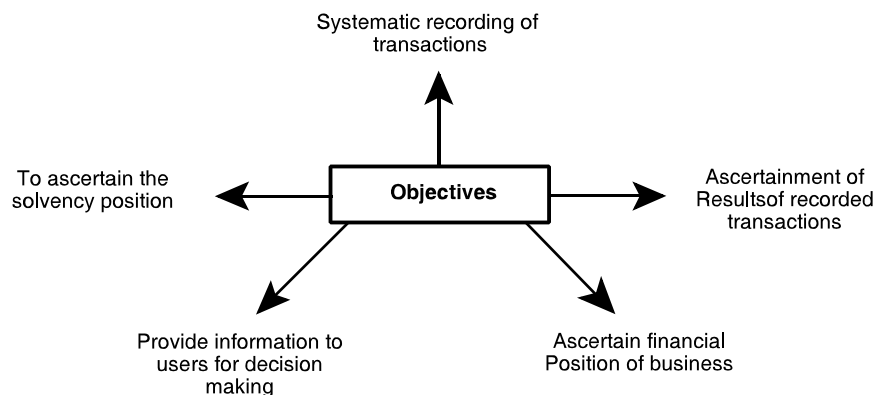 Systematic recording of
transactions
To ascertain the
solvency position
Objectives
Ascertainment of
Resultsof recorded
transactions
Provide information to
users for decision
making
Ascertain financial
Position of business